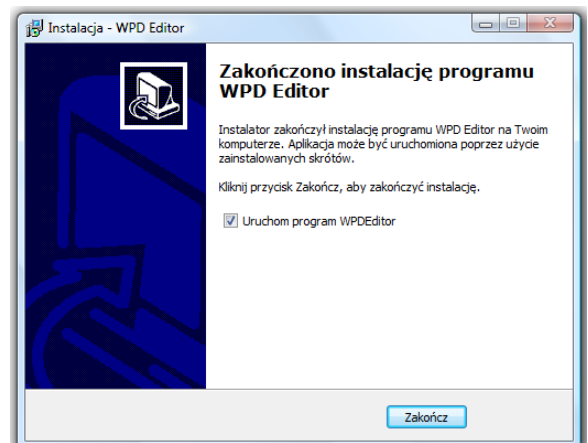 Instalacja - WPD Editor
Zakończono instalację programu
WPD Editor
Instalator zakończył instalację programu WPD Editor na Twoim
komputerze. Aplikacja może być uruchomiona poprzez użycie
zainstalowanych skrótów.
Kliknij przycisk Zakończ, aby zakończyć instalację.
Uruchom program WPDEditor
Zakończ